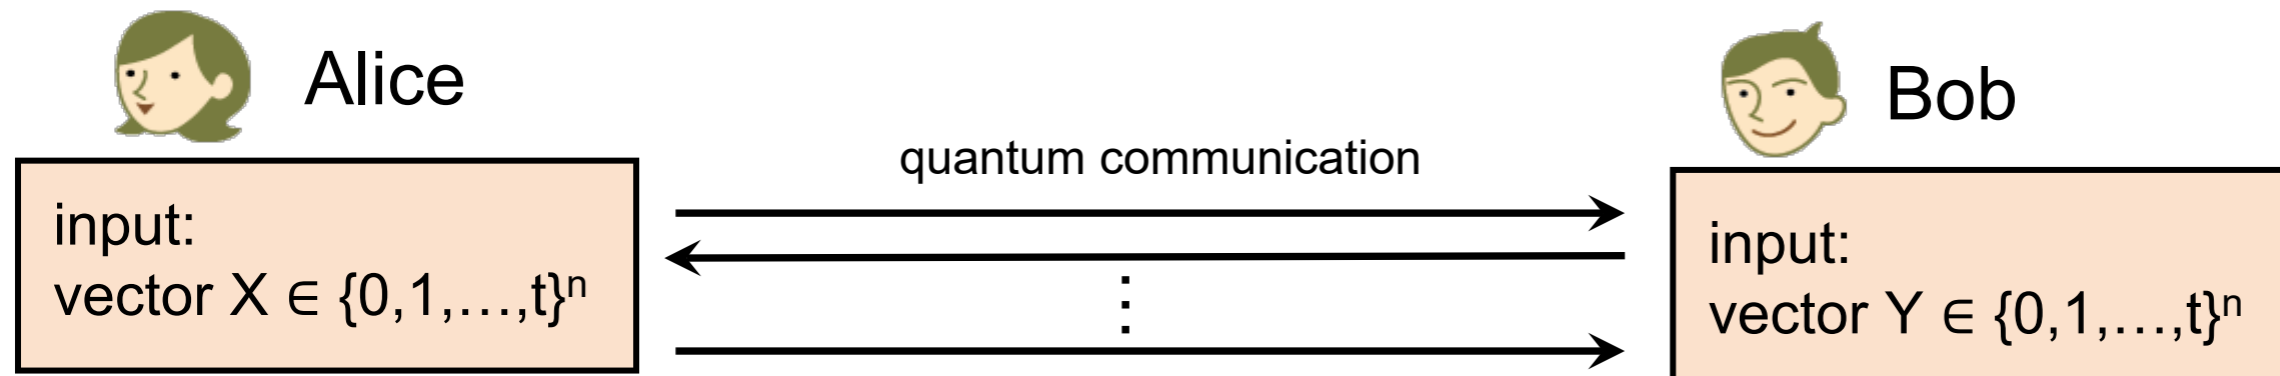 Alice
Bob
quantum communication
input:
vector X ∈ {0,1,…,t}ⁿ
⋮
input:
vector Y ∈ {0,1,…,t}ⁿ